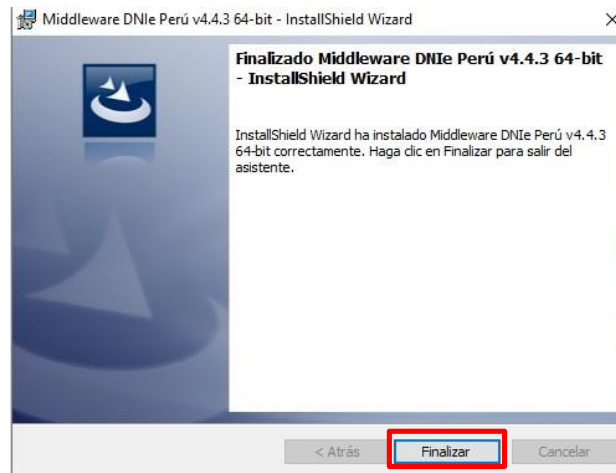 Middleware DNIe Perú v4.4.3 64-bit - InstallShield Wizard
Finalizado Middleware DNIe Perú v4.4.3 64-bit
- InstallShield Wizard
InstallShield Wizard ha instalado Middleware DNIe Perú v4.4.3
64-bit correctamente. Haga clic en Finalizar para salir del
asistente.
< Atrás Finalizar Cancelar